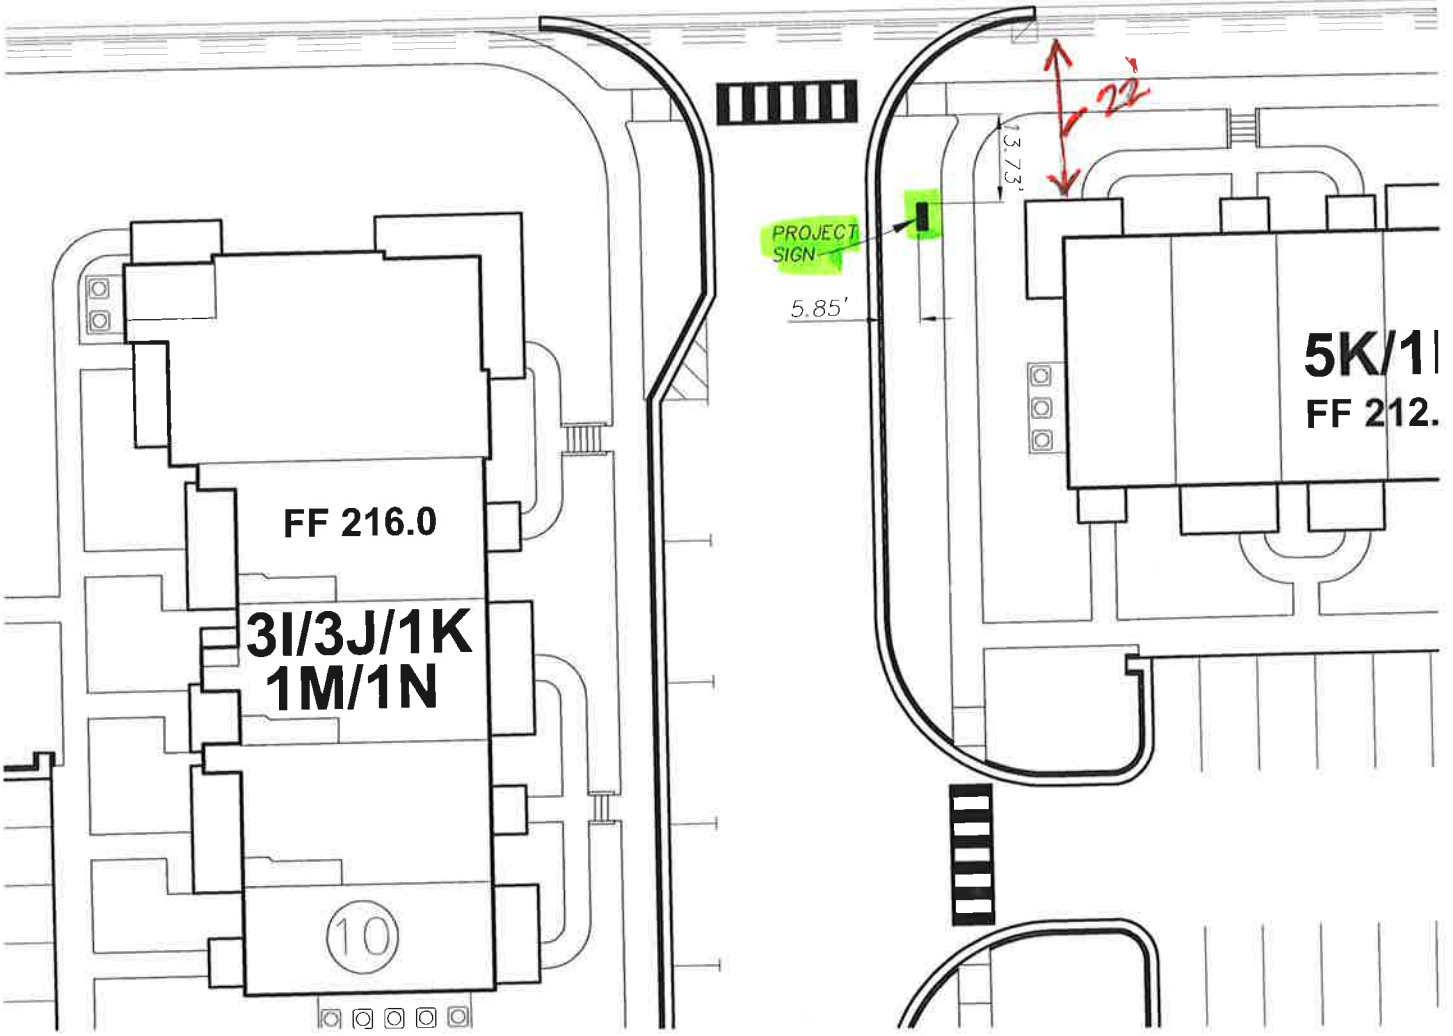 22'
13.73'
PROJECT
SIGN
5.85'
5K/1
FF 212.
FF 216.0
3I/3J/1K
1M/1N
10